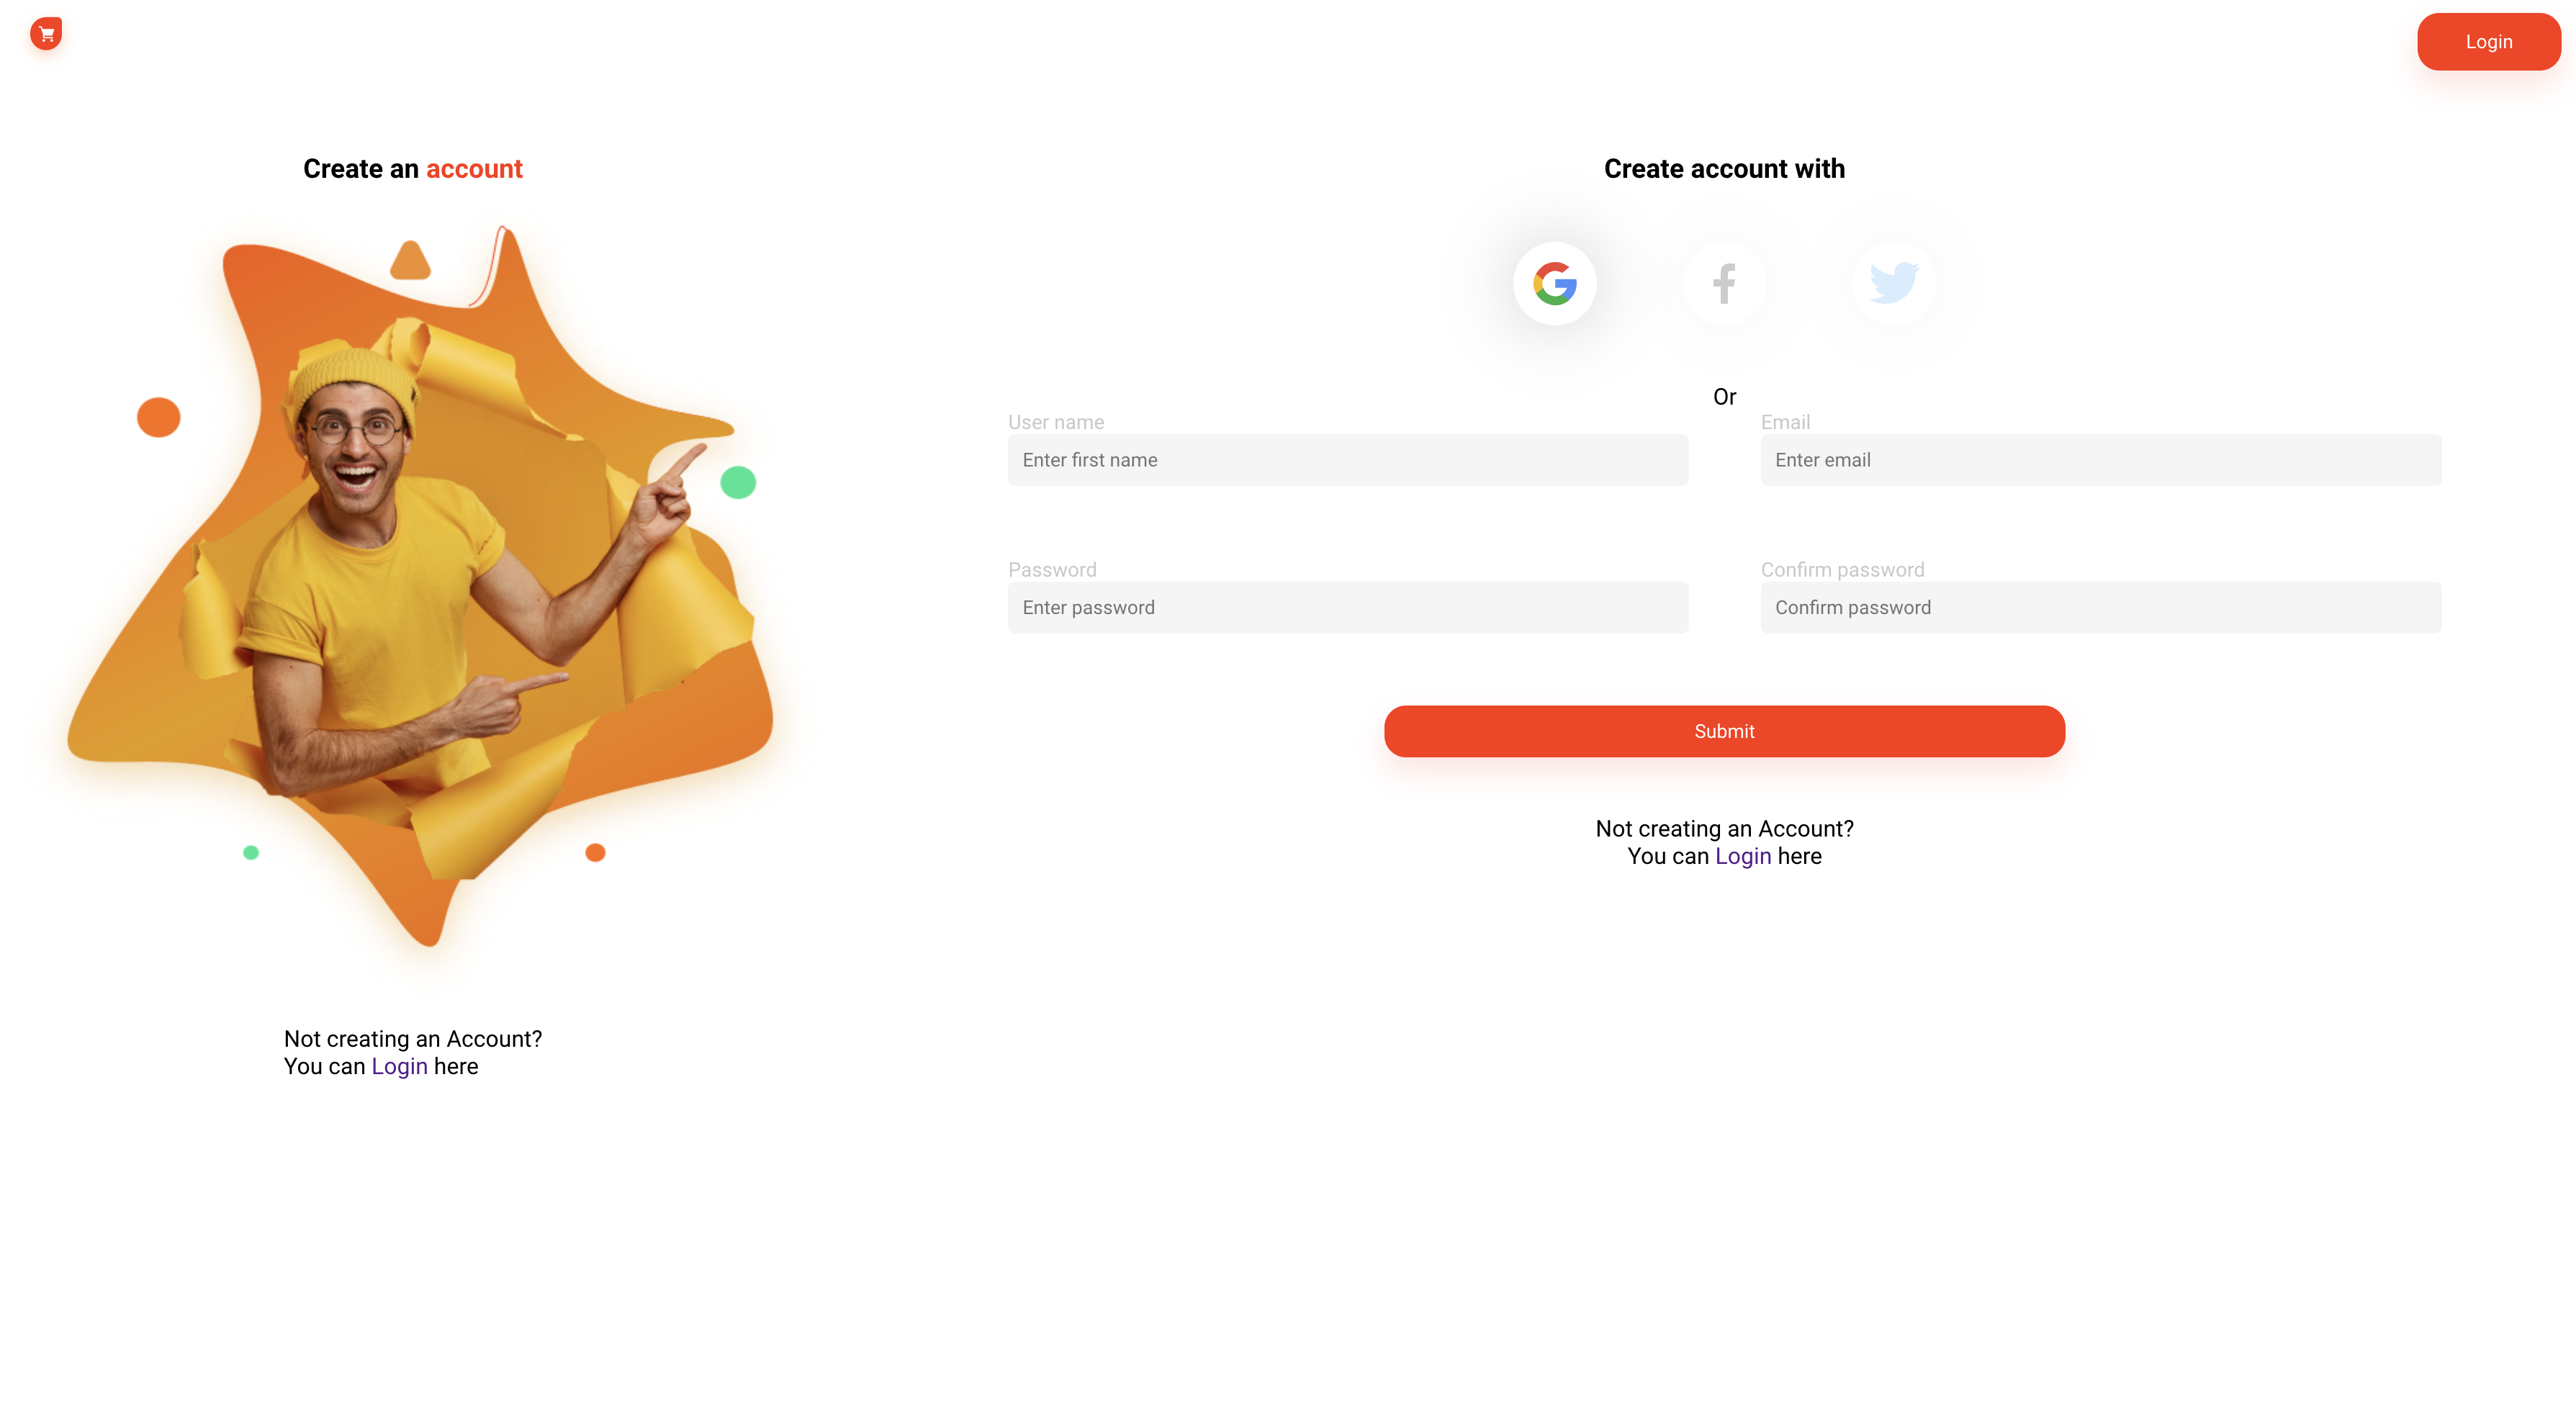 Login
Create an account
Not creating an Account?
You can Login here
Create account with
Or
User name
Enter first name
Email
Enter email
Password
Enter password
Confirm password
Confirm password
Submit
Not creating an Account?
You can Login here